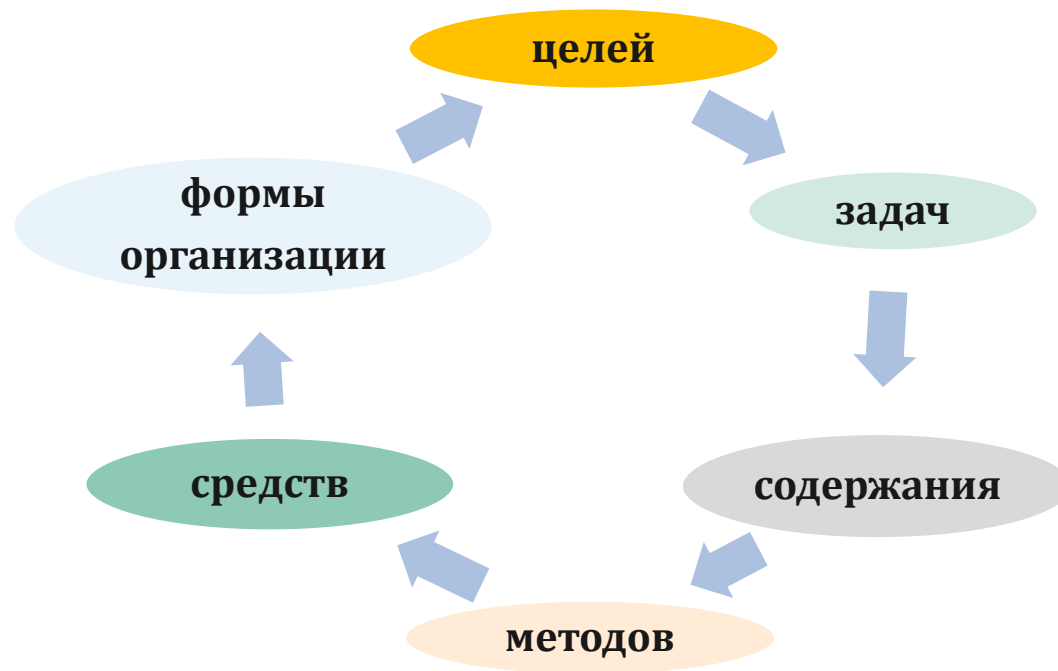 целей
задач
содержания
методов
средств
формы
организации